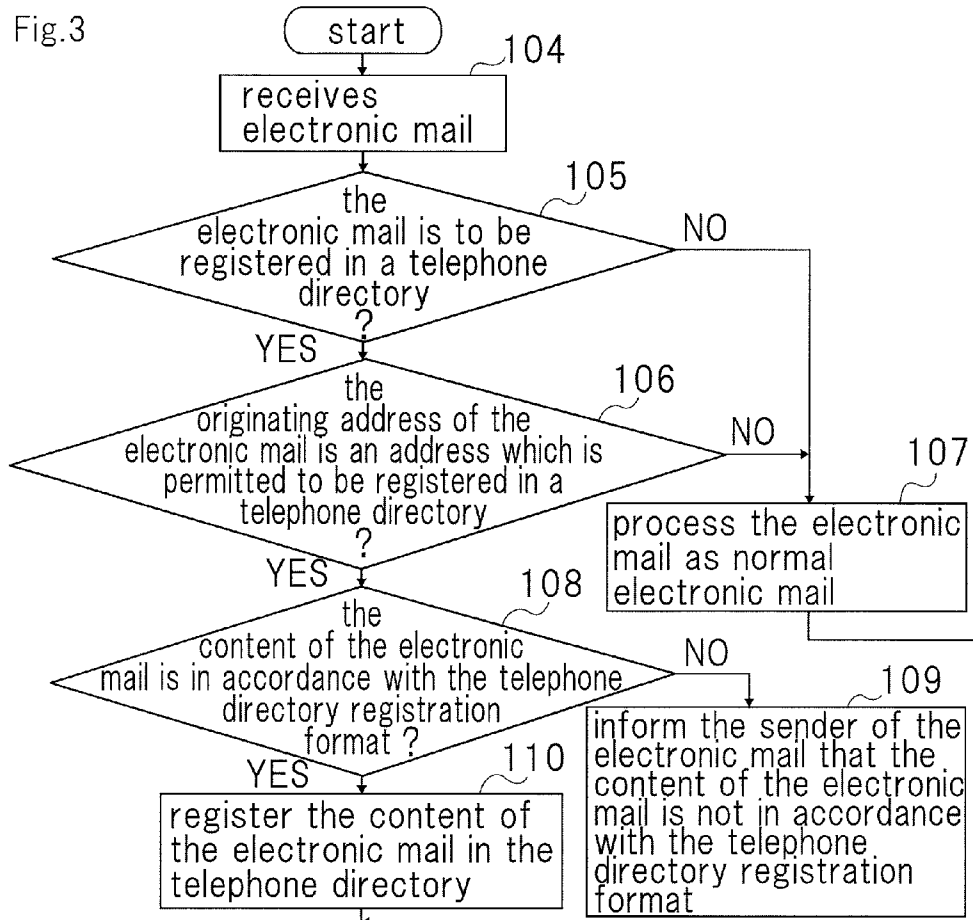 Fig.3
start
104
receives
electronic mail
105
the
electronic mail is to be
registered in a telephone
directory
?
NO
YES
106
the
originating address of the
electronic mail is an address which is
permitted to be registered in a
telephone directory
?
NO
YES
107
process the electronic
mail as normal
electronic mail
108
the
content of the electronic
mail is in accordance with the telephone
directory registration
format ?
NO
YES
109
inform the sender of the
electronic mail that the
content of the electronic
mail is not in accordance
with the telephone
directory registration
format
110
register the content of
the electronic mail in the
telephone directory